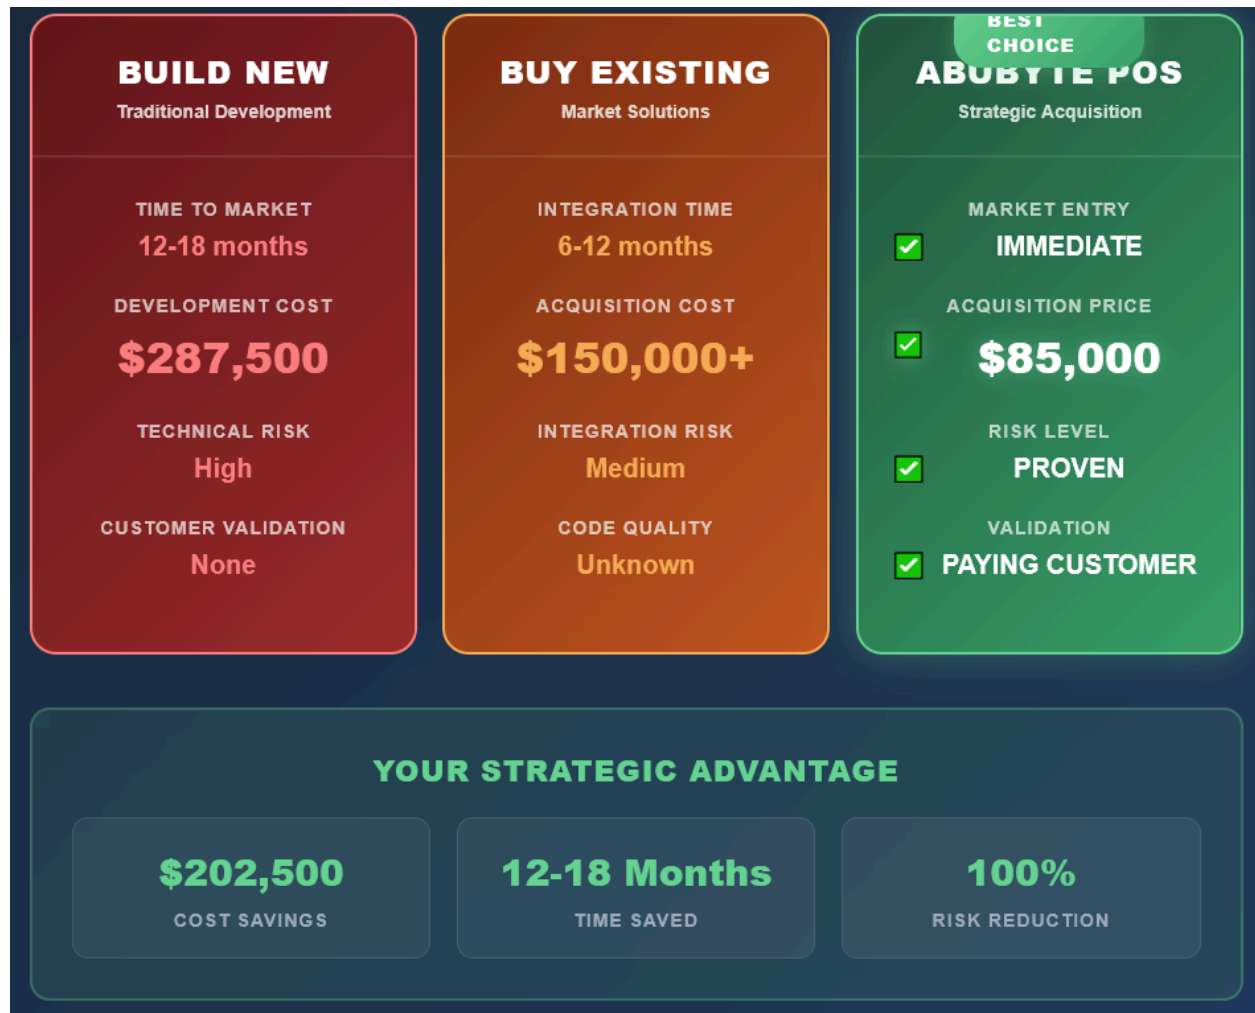 BUILD NEW
Traditional Development
TIME TO MARKET
12-18 months
DEVELOPMENT COST
$287,500
TECHNICAL RISK
High
CUSTOMER VALIDATION
None
BUY EXISTING
Market Solutions
INTEGRATION TIME
6-12 months
ACQUISITION COST
$150,000+
INTEGRATION RISK
Medium
CODE QUALITY
Unknown
BEST
CHOICE
ABUBYTE POS
Strategic Acquisition
MARKET ENTRY
✅ IMMEDIATE
ACQUISITION PRICE
✅ $85,000
RISK LEVEL
✅ PROVEN
VALIDATION
✅ PAYING CUSTOMER
YOUR STRATEGIC ADVANTAGE
$202,500
COST SAVINGS
12-18 Months
TIME SAVED
100%
RISK REDUCTION